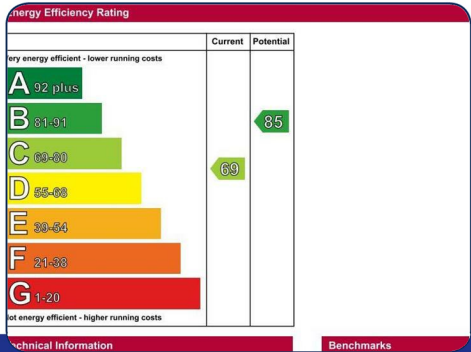 nergy Efficiency Rating
Current Potential
ery energy efficient - lower running costs
A 92 plus
B 81-91
85
C 69-80
69
D 55-68
E 39-54
F 21-38
G 1-20
ot energy efficient - higher running costs
chnical Information
Benchmarks